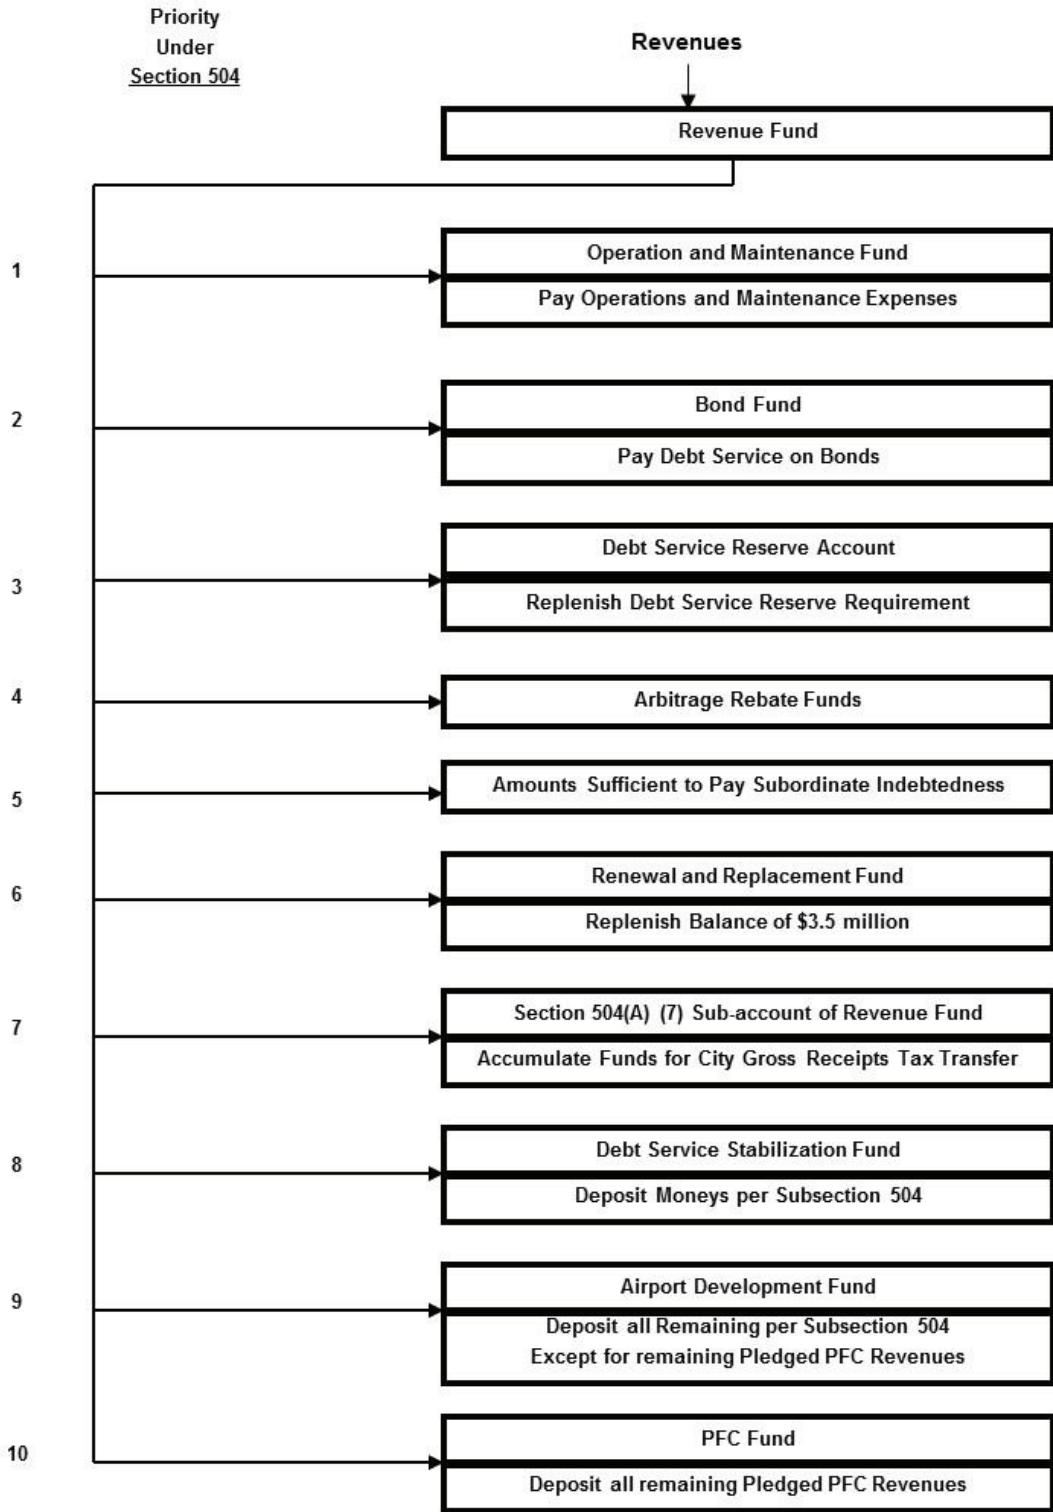 Priority
Under
Section 504
Revenues
Revenue Fund
1
Operation and Maintenance Fund
Pay Operations and Maintenance Expenses
2
Bond Fund
Pay Debt Service on Bonds
3
Debt Service Reserve Account
Replenish Debt Service Reserve Requirement
4
Arbitrage Rebate Funds
5
Amounts Sufficient to Pay Subordinate Indebtedness
6
Renewal and Replacement Fund
Replenish Balance of $3.5 million
7
Section 504(A) (7) Sub-account of Revenue Fund
Accumulate Funds for City Gross Receipts Tax Transfer
8
Debt Service Stabilization Fund
Deposit Moneys per Subsection 504
9
Airport Development Fund
Deposit all Remaining per Subsection 504
Except for remaining Pledged PFC Revenues
10
PFC Fund
Deposit all remaining Pledged PFC Revenues